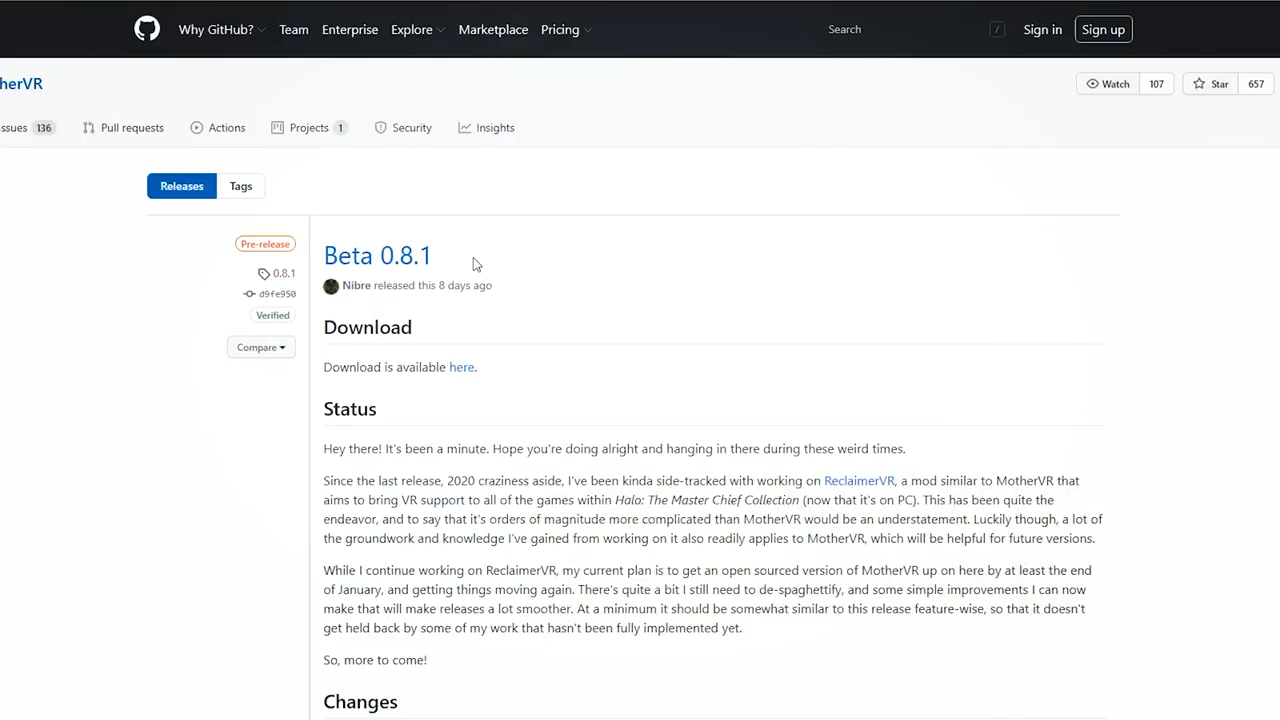 Why GitHub? Team Enterprise Explore Marketplace Pricing Search / Sign in Sign up
herVR Watch 107 Star 657
ssues 136 Pull requests Actions Projects 1 Security Insights
Releases Tags
Pre-release
0.8.1
d9fe950
Verified
Compare
Beta 0.8.1
Nibre released this 8 days ago
Download
Download is available here.
Status
Hey there! It's been a minute. Hope you're doing alright and hanging in there during these weird times.
Since the last release, 2020 craziness aside, I've been kinda side-tracked with working on ReclaimerVR, a mod similar to MotherVR that
aims to bring VR support to all of the games within Halo: The Master Chief Collection (now that it's on PC). This has been quite the
endeavor, and to say that it's orders of magnitude more complicated than MotherVR would be an understatement. Luckily though, a lot of
the groundwork and knowledge I've gained from working on it also readily applies to MotherVR, which will be helpful for future versions.
While I continue working on ReclaimerVR, my current plan is to get an open sourced version of MotherVR up on here by at least the end
of January, and getting things moving again. There's quite a bit I still need to de-spaghettify, and some simple improvements I can now
make that will make releases a lot smoother. At a minimum it should be somewhat similar to this release feature-wise, so that it doesn't
get held back by some of my work that hasn't been fully implemented yet.
So, more to come!
Changes